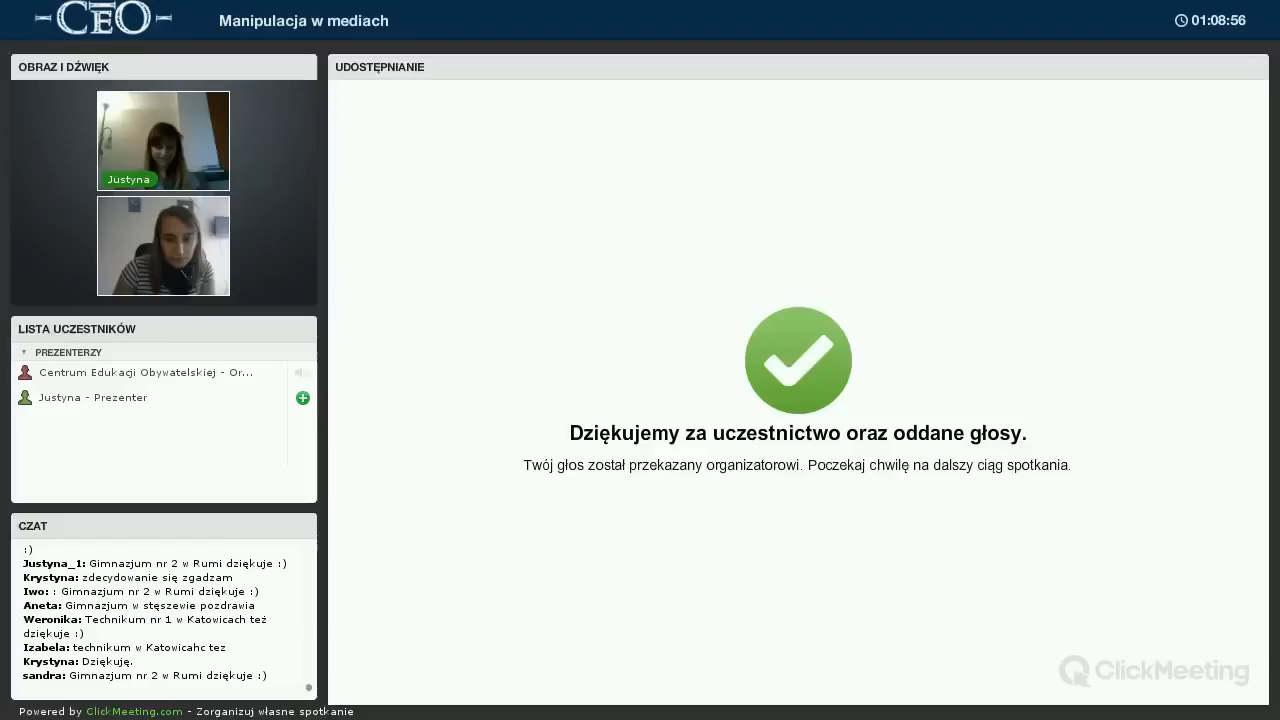 CEO
Manipulacja w mediach
01:08:56
OBRAZ I DŹWIĘK
UDOSTĘPNIANIE
Justyna
LISTA UCZESTNIKÓW
PREZENTERZY
Centrum Edukacji Obywatelskiej - Or...
Justyna - Prezenter
Dziękujemy za uczestnictwo oraz oddane głosy.
Twój głos został przekazany organizatorowi. Poczekaj chwilę na dalszy ciąg spotkania.
CZAT
:)
Justyna_1: Gimnazjum nr 2 w Rumi dziękuje :)
Krystyna: zdecydowanie się zgadzam
Iwo: : Gimnazjum nr 2 w Rumi dziękuje :)
Aneta: Gimnazjum w stęszewie pozdrawia
Weronika: Technikum nr 1 w Katowicach też
dziękuje :)
Izabela: technikum w Katowicahc tez
Krystyna: Dziękuję.
sandra: Gimnazjum nr 2 w Rumi dziękuje :)
ClickMeeting
Powered by ClickMeeting.com - Zorganizuj własne spotkanie